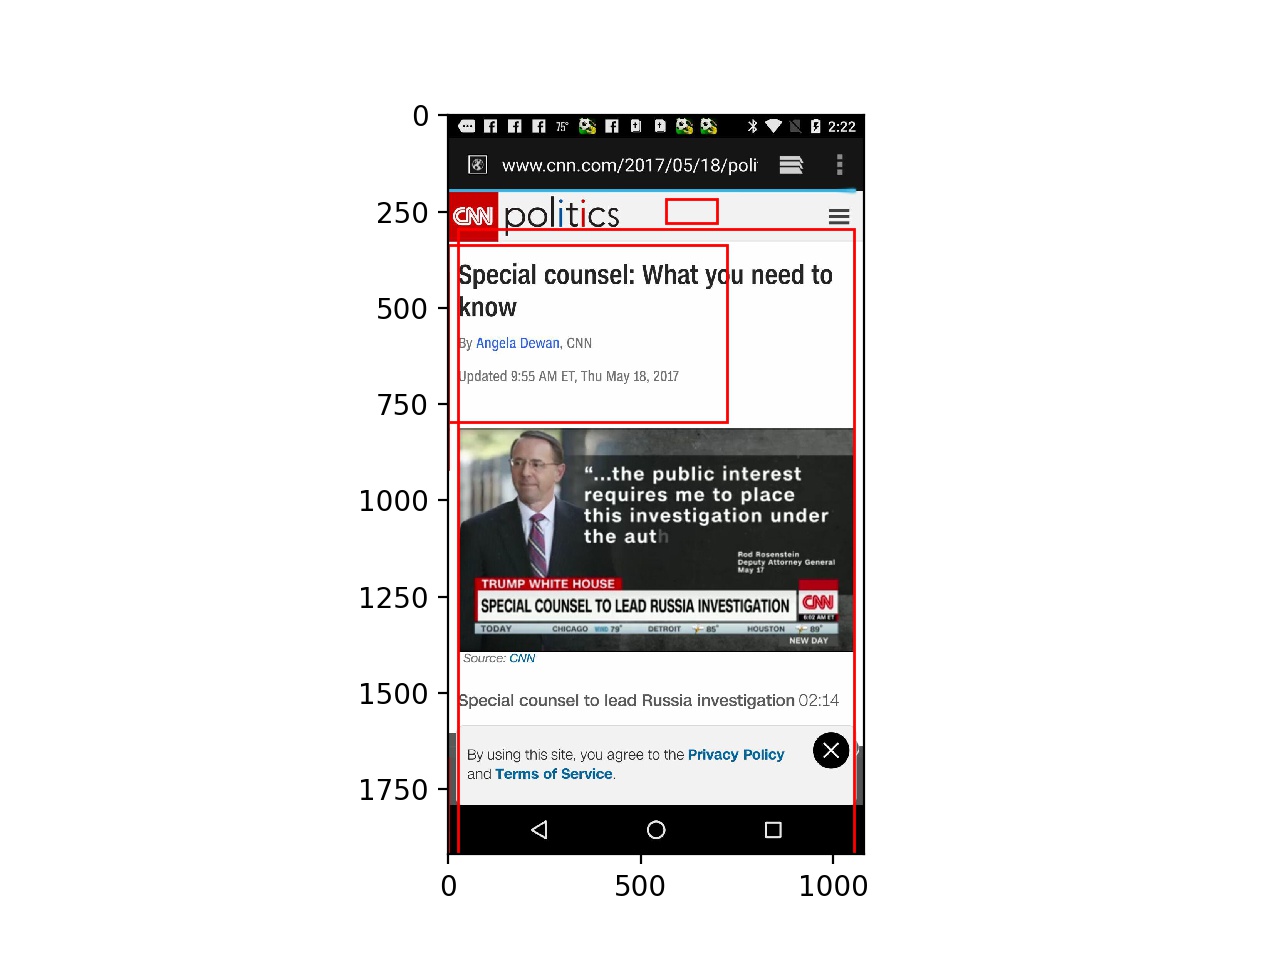 0
250
500
750
1000
1250
1500
1750
0 500 1000
75° 2:22
www.cnn.com/2017/05/18/poli
CNN politics
Special counsel: What you need to
know
By Angela Dewan, CNN
Updated 9:55 AM ET, Thu May 18, 2017
“...the public interest
requires me to place
this investigation under
the auth
Rod Rosenstein
Deputy Attorney General
May 17
TRUMP WHITE HOUSE
SPECIAL COUNSEL TO LEAD RUSSIA INVESTIGATION CNN
6:02 AM ET
TODAY CHICAGO 79° DETROIT 85° HOUSTON 89°
NEW DAY
Source: CNN
Special counsel to lead Russia investigation 02:14
By using this site, you agree to the Privacy Policy
and Terms of Service.